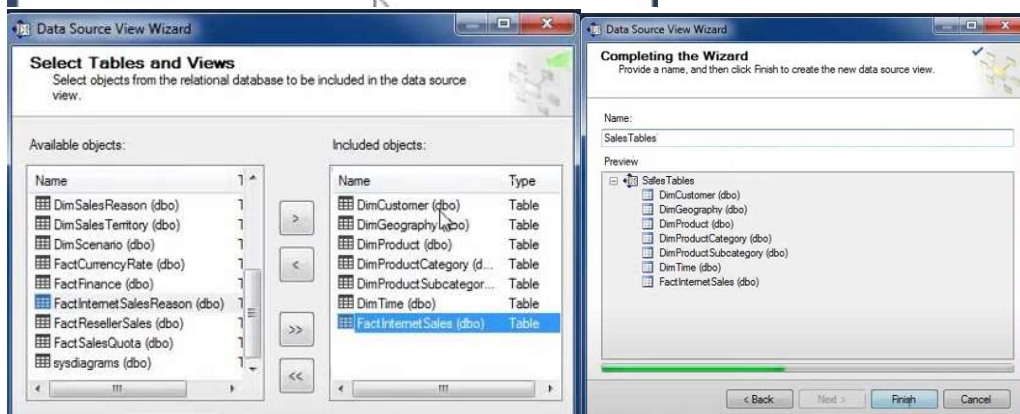 Data Source View Wizard
Select Tables and Views
Select objects from the relational database to be included in the data source
view.
Available objects:
Name
DimSalesReason (dbo)
DimSalesTerritory (dbo)
DimScenario (dbo)
FactCurrencyRate (dbo)
FactFinance (dbo)
FactInternetSalesReason (dbo)
FactResellerSales (dbo)
FactSalesQuota (dbo)
sysdiagrams (dbo)
>
<
>>
<<
Included objects:
Name Type
DimCustomer (dbo) Table
DimGeography (dbo) Table
DimProduct (dbo) Table
DimProductCategory (d... Table
DimProductSubcategor... Table
DimTime (dbo) Table
FactInternetSales (dbo) Table
Data Source View Wizard
Completing the Wizard
Provide a name, and then click Finish to create the new data source view.
Name:
SalesTables
Preview
SalesTables
DimCustomer (dbo)
DimGeography (dbo)
DimProduct (dbo)
DimProductCategory (dbo)
DimProductSubcategory (dbo)
DimTime (dbo)
FactInternetSales (dbo)
< Back Next > Finish Cancel